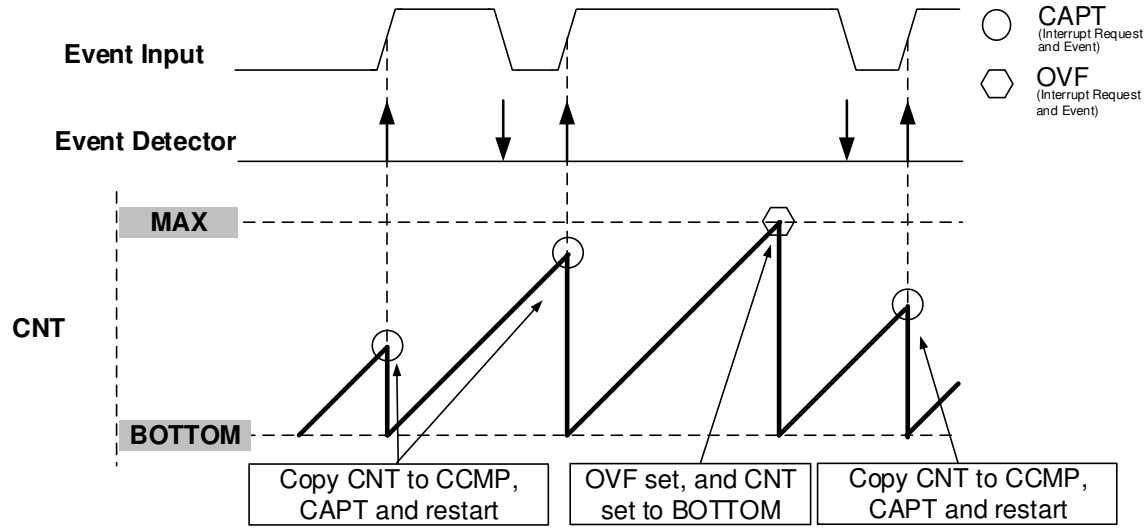 CAPT
(Interrupt Request
and Event)
Event Input
OVF
(Interrupt Request
and Event)
Event Detector
MAX
CNT
BOTTOM
Copy CNT to CCMP,
CAPT and restart
OVF set, and CNT
set to BOTTOM
Copy CNT to CCMP,
CAPT and restart